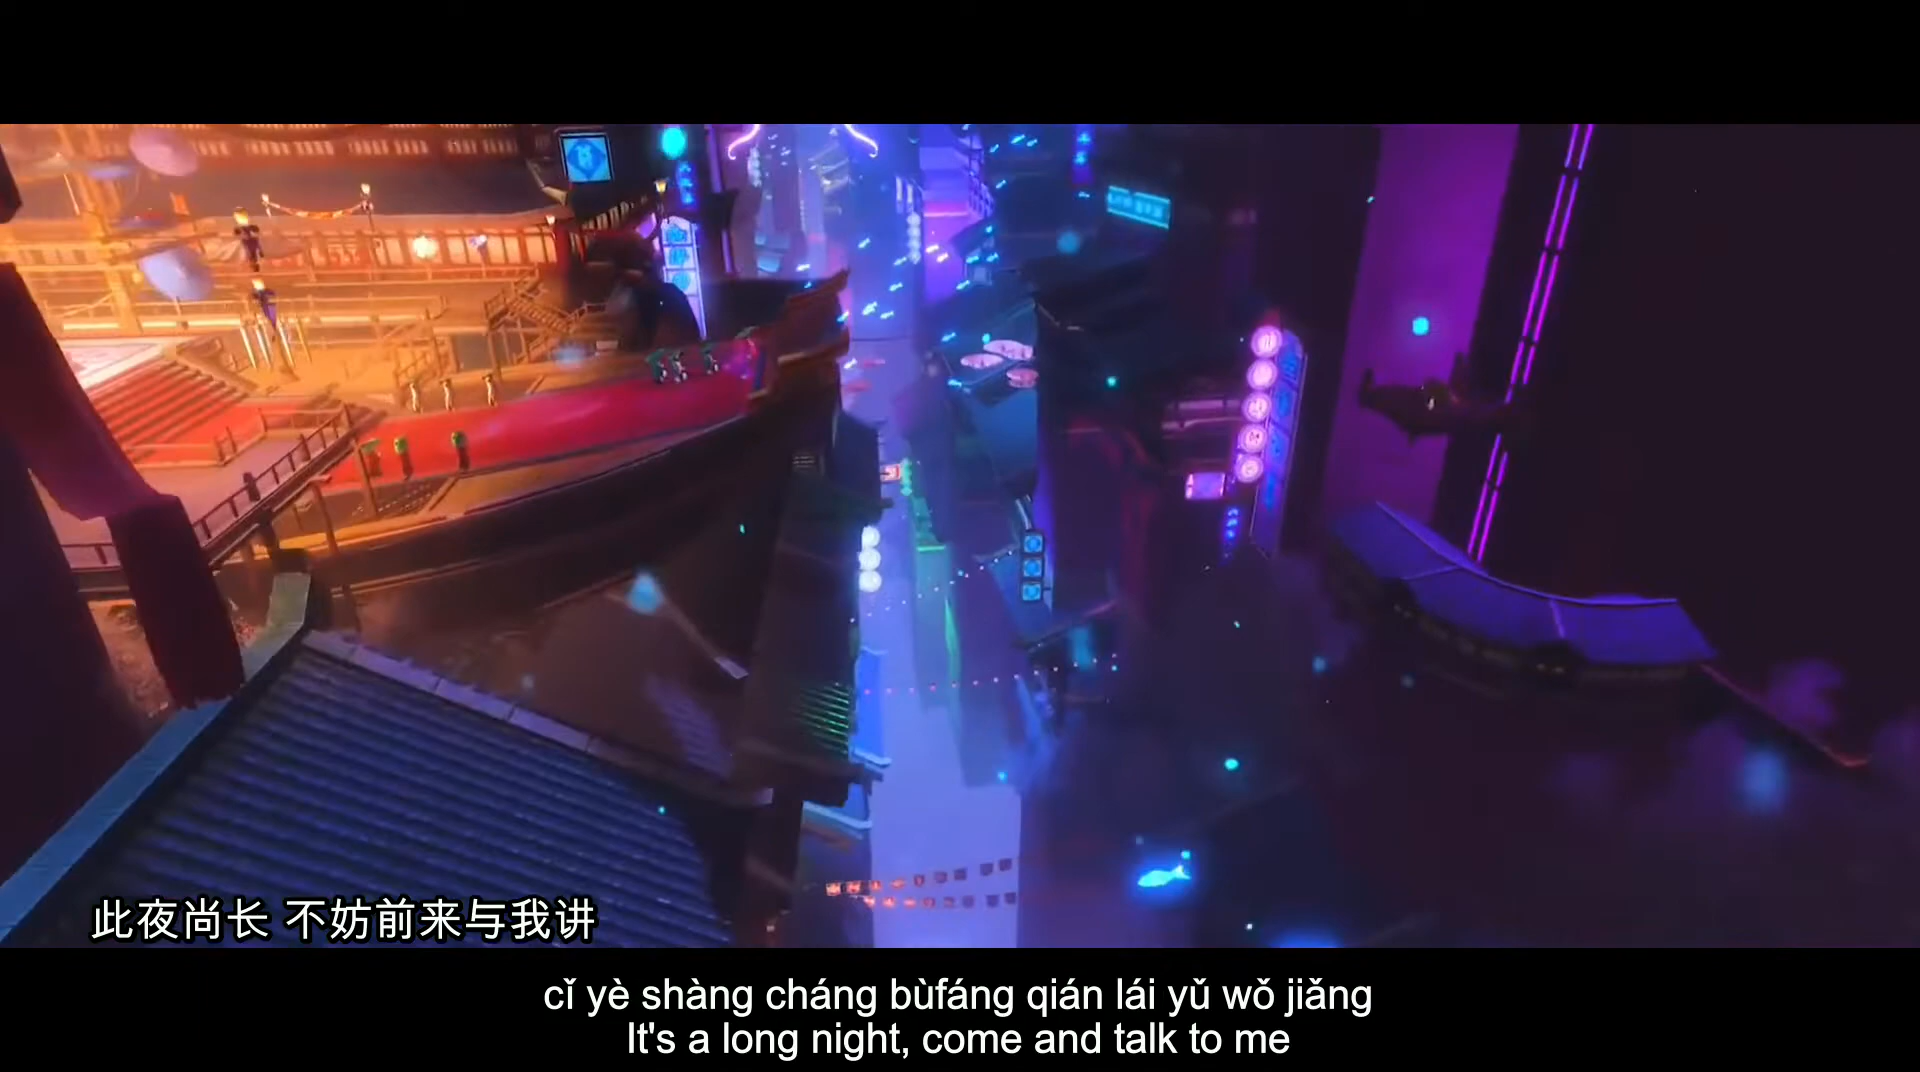 此夜尚长 不妨前来与我讲
cǐ yè shàng cháng bùfáng qián lái yǔ wǒ jiǎng
It's a long night, come and talk to me